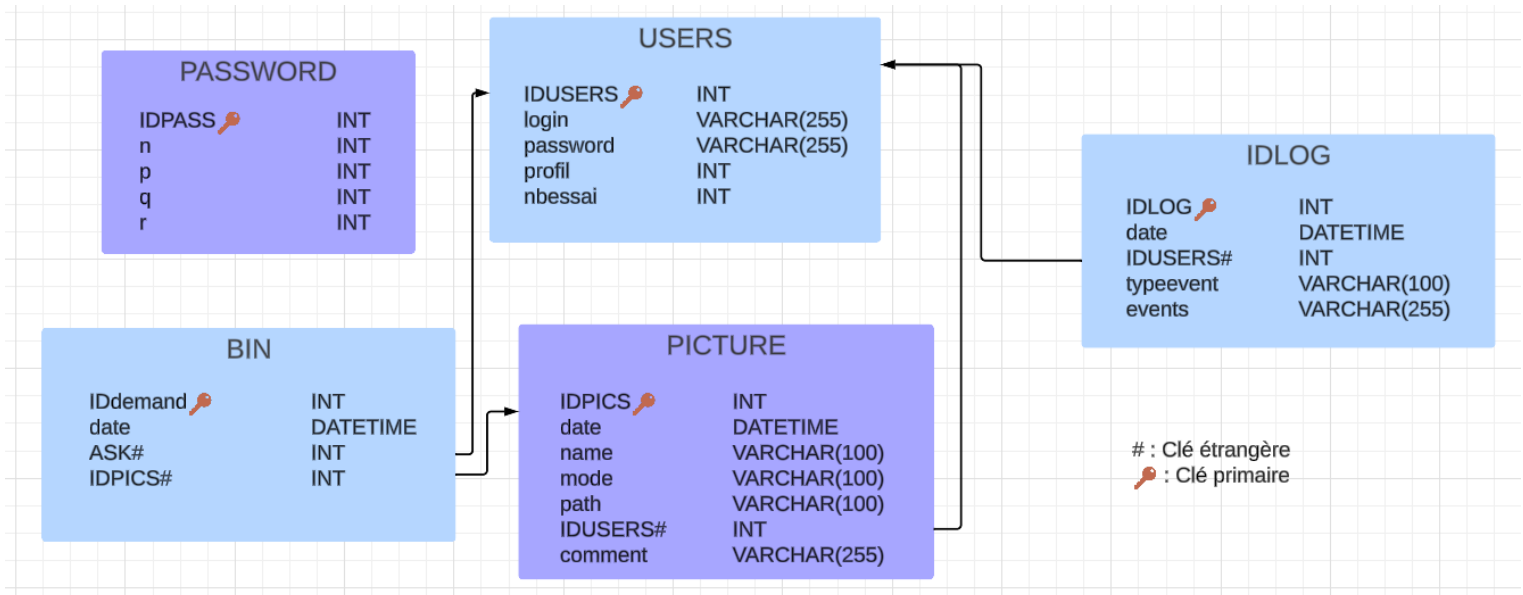 PASSWORD
IDPASS INT
n INT
p INT
q INT
r INT
USERS
IDUSERS INT
login VARCHAR(255)
password VARCHAR(255)
profil INT
nbessai INT
IDLOG
IDLOG INT
date DATETIME
IDUSERS# INT
typeevent VARCHAR(100)
events VARCHAR(255)
BIN
IDdemand INT
date DATETIME
ASK# INT
IDPICS# INT
PICTURE
IDPICS INT
date DATETIME
name VARCHAR(100)
mode VARCHAR(100)
path VARCHAR(100)
IDUSERS# INT
comment VARCHAR(255)
# : Clé étrangère
: Clé primaire